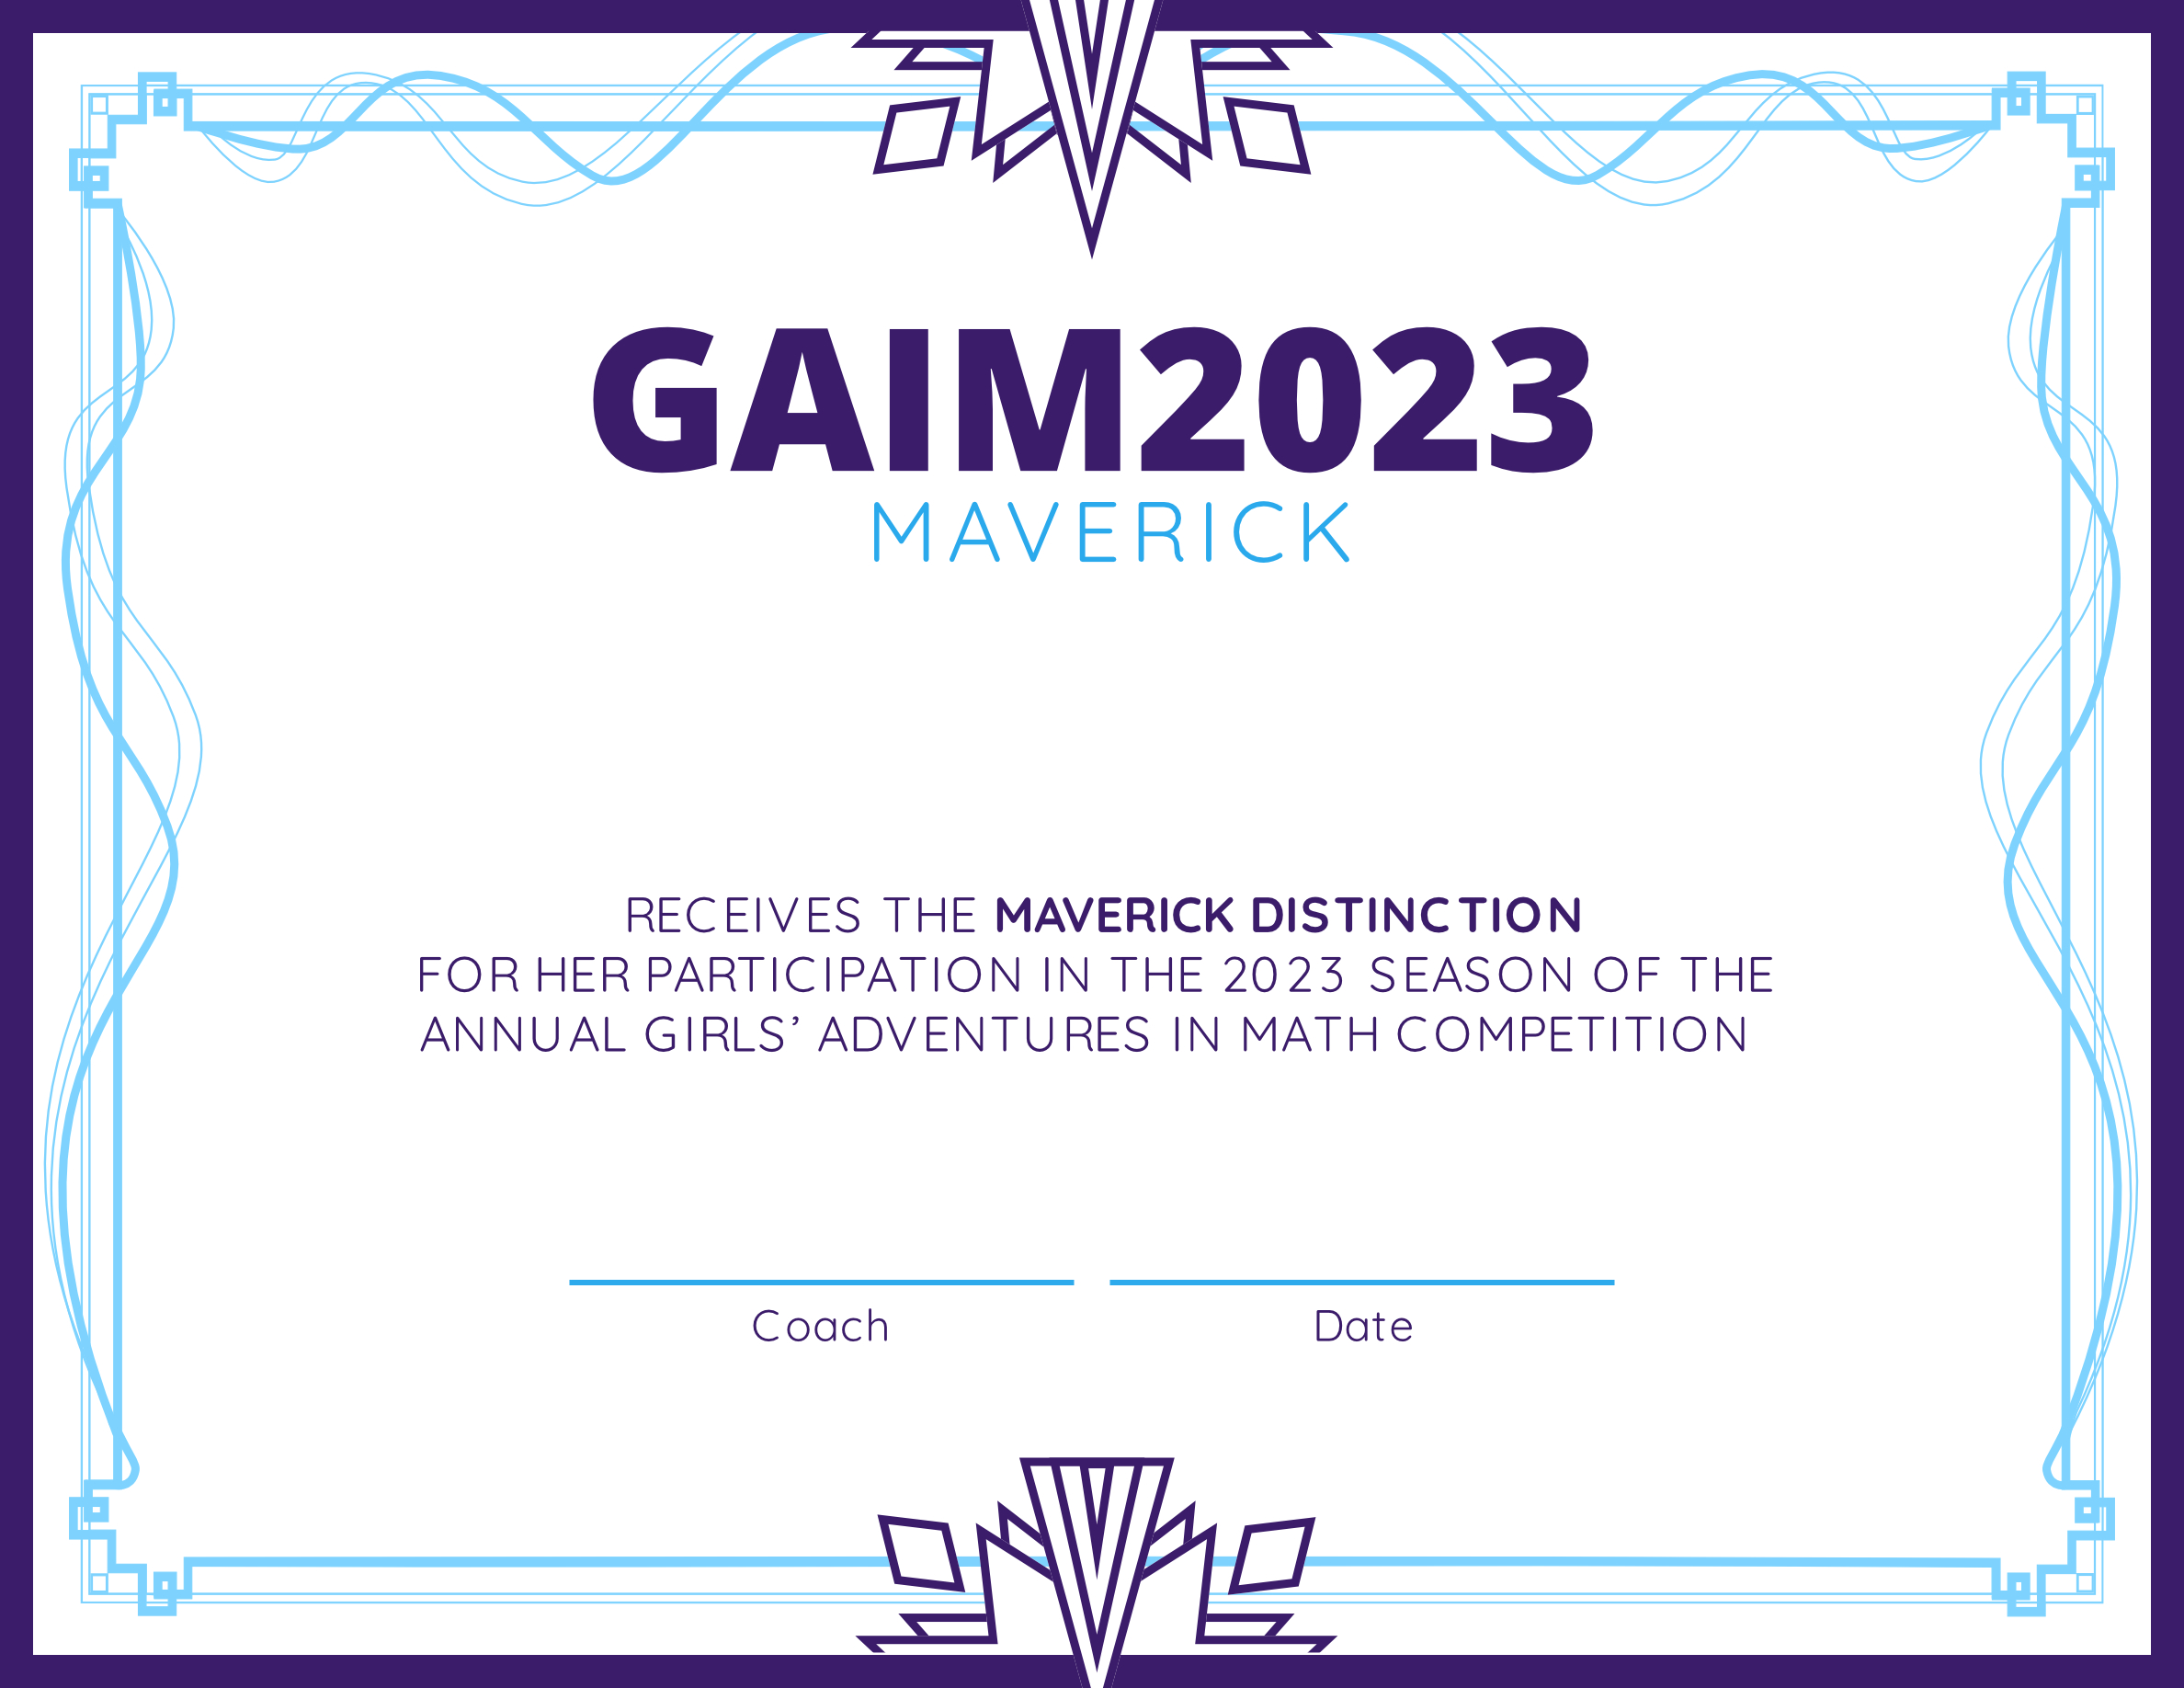 GAIM2023
MAVERICK
RECEIVES THE MAVERICK DISTINCTION
FOR HER PARTICIPATION IN THE 2023 SEASON OF THE
ANNUAL GIRLS’ ADVENTURES IN MATH COMPETITION
Coach Date